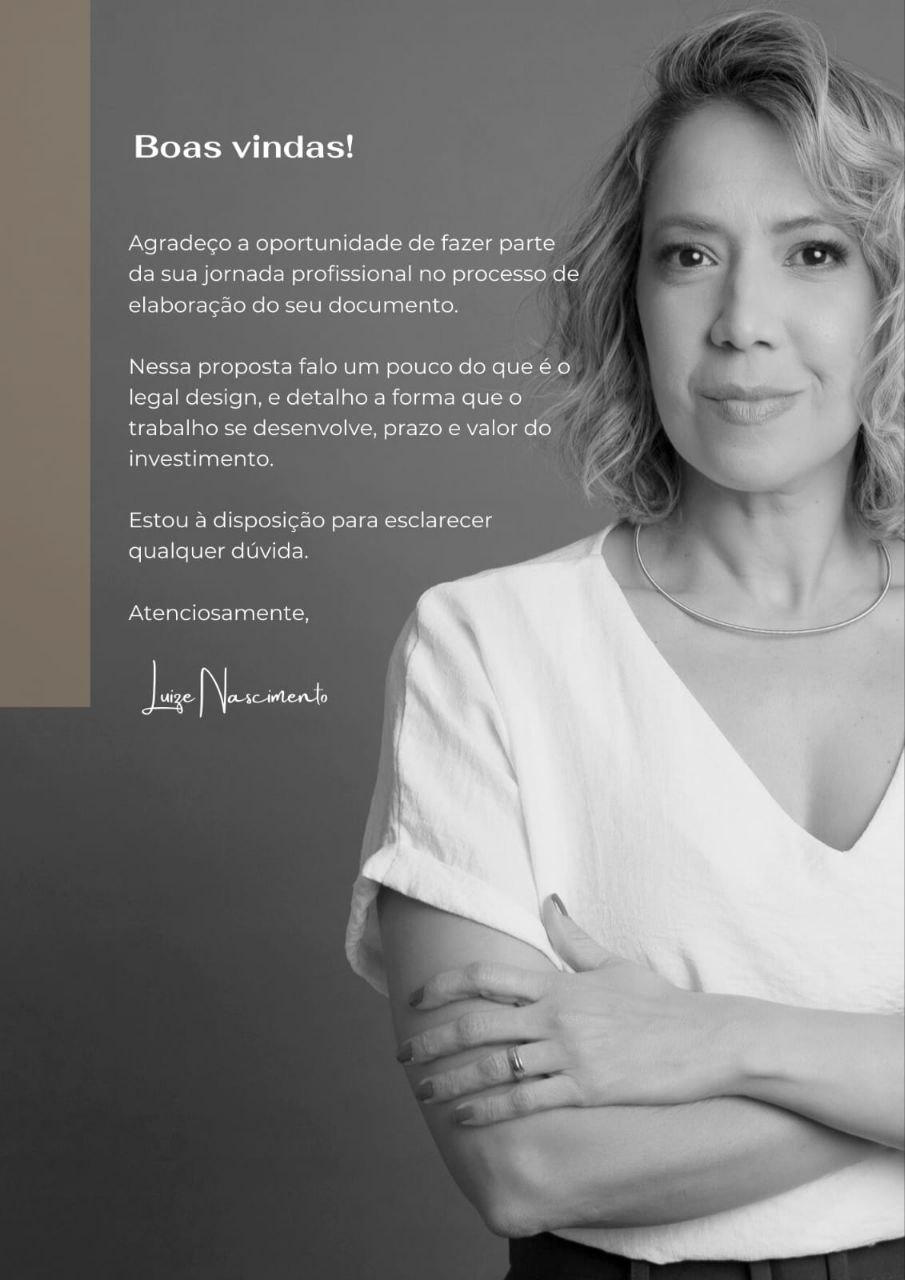 Boas vindas!
Agradeço a oportunidade de fazer parte
da sua jornada profissional no processo de
elaboração do seu documento.
Nessa proposta falo um pouco do que é o
legal design, e detalho a forma que o
trabalho se desenvolve, prazo e valor do
investimento.
Estou à disposição para esclarecer
qualquer dúvida.
Atenciosamente,
Luize Nascimento